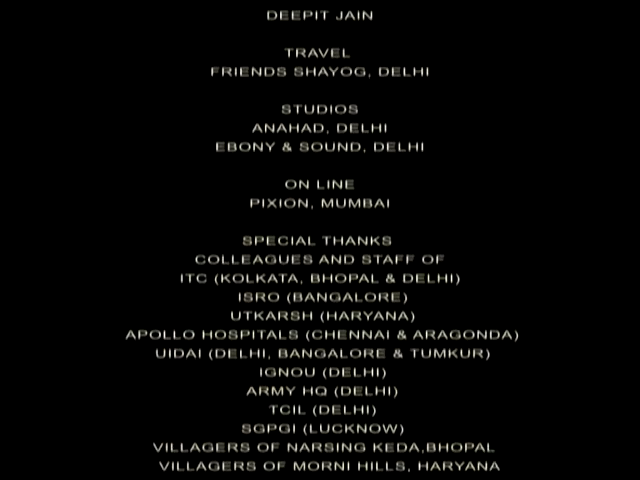 DEEPIT JAIN
TRAVEL
FRIENDS SHAYOG, DELHI
STUDIOS
ANAHAD, DELHI
EBONY & SOUND, DELHI
ON LINE
PIXION, MUMBAI
SPECIAL THANKS
COLLEAGUES AND STAFF OF
ITC (KOLKATA, BHOPAL & DELHI)
ISRO (BANGALORE)
UTKARSH (HARYANA)
APOLLO HOSPITALS (CHENNAI & ARAGONDA)
UIDAI (DELHI, BANGALORE & TUMKUR)
IGNOU (DELHI)
ARMY HQ (DELHI)
TCIL (DELHI)
SGPGI (LUCKNOW)
VILLAGERS OF NARSING KEDA,BHOPAL
VILLAGERS OF MORNI HILLS, HARYANA